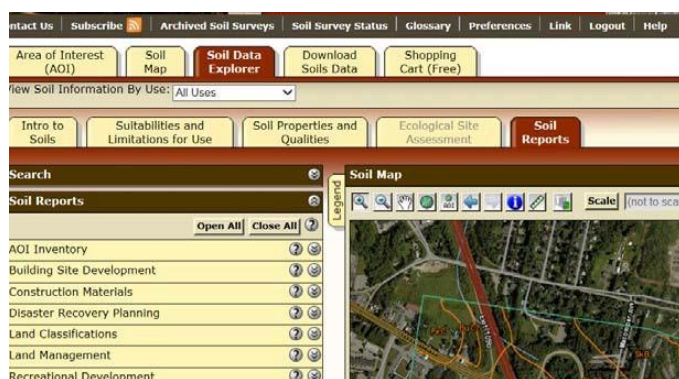 ntact Us | Subscribe | Archived Soil Surveys | Soil Survey Status | Glossary | Preferences | Link | Logout | Help
Area of Interest (AOI)
Soil Map
Soil Data Explorer
Download Soils Data
Shopping Cart (Free)
View Soil Information By Use: All Uses
Intro to Soils
Suitabilities and Limitations for Use
Soil Properties and Qualities
Ecological Site Assessment
Soil Reports
Search
Soil Reports
Open All Close All
AOI Inventory
Building Site Development
Construction Materials
Disaster Recovery Planning
Land Classifications
Land Management
Recreational Development
Legend
Soil Map
AOI
Scale (not to sca
SkB